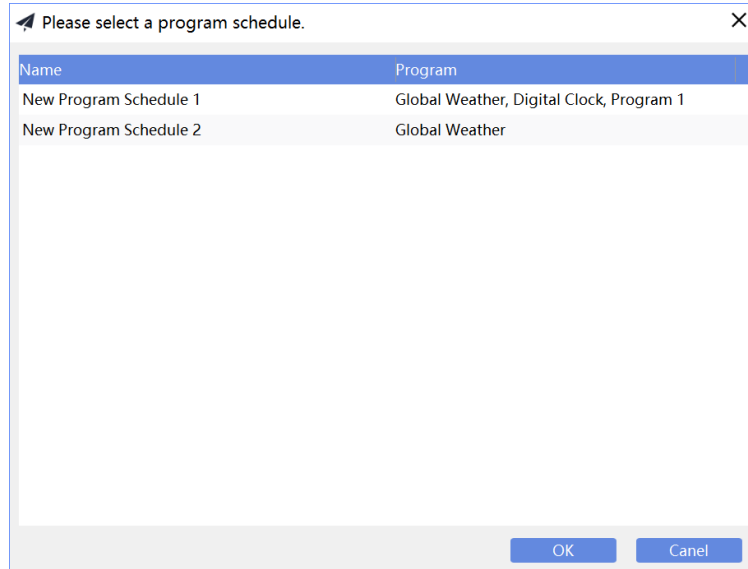 Please select a program schedule.
Name Program
New Program Schedule 1 Global Weather, Digital Clock, Program 1
New Program Schedule 2 Global Weather
OK Canel